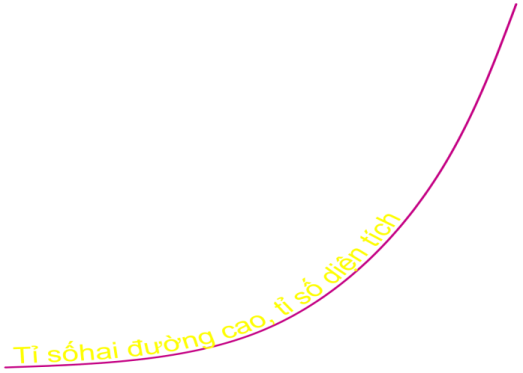 Tỉ sốhai đường cao, tỉ số diện tích